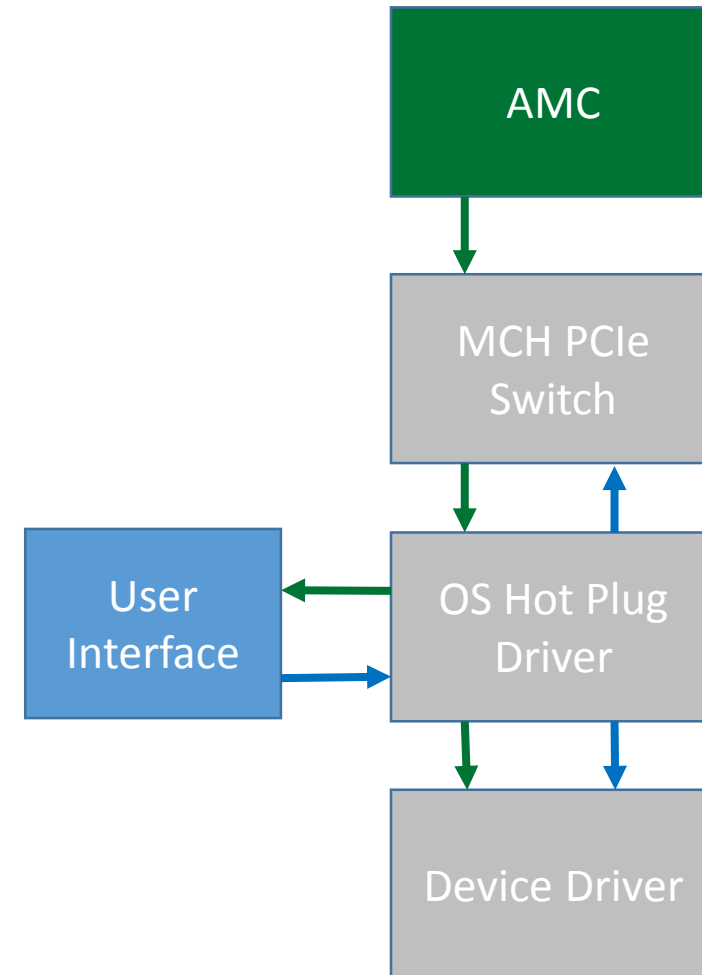 AMC
MCH PCIe
Switch
User
Interface
OS Hot Plug
Driver
Device Driver